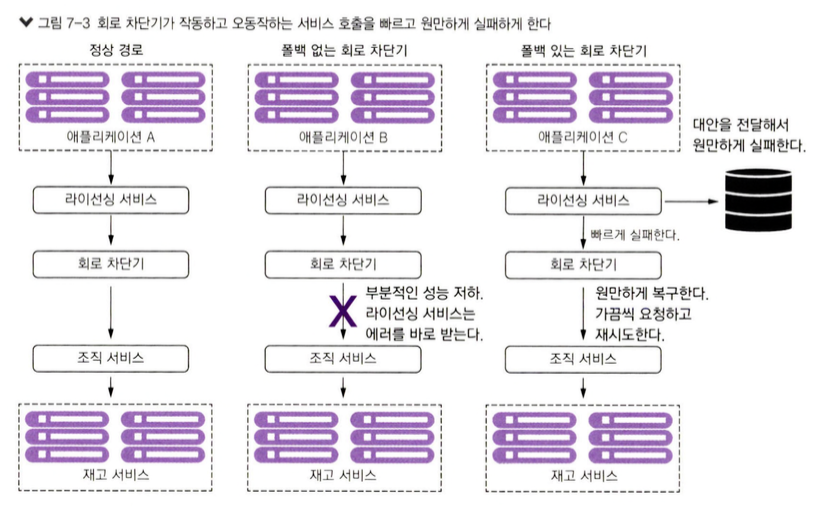 그림 7-3 회로 차단기가 작동하고 오동작하는 서비스 호출을 빠르고 원만하게 실패하게 한다
정상 경로
애플리케이션 A
라이선싱 서비스
회로 차단기
조직 서비스
재고 서비스
폴백 없는 회로 차단기
애플리케이션 B
라이선싱 서비스
회로 차단기
X
부분적인 성능 저하.
라이선싱 서비스는
에러를 바로 받는다.
조직 서비스
재고 서비스
폴백 있는 회로 차단기
애플리케이션 C
라이선싱 서비스
대안을 전달해서
원만하게 실패한다.
빠르게 실패한다.
회로 차단기
원만하게 복구한다.
가끔씩 요청하고
재시도한다.
조직 서비스
재고 서비스